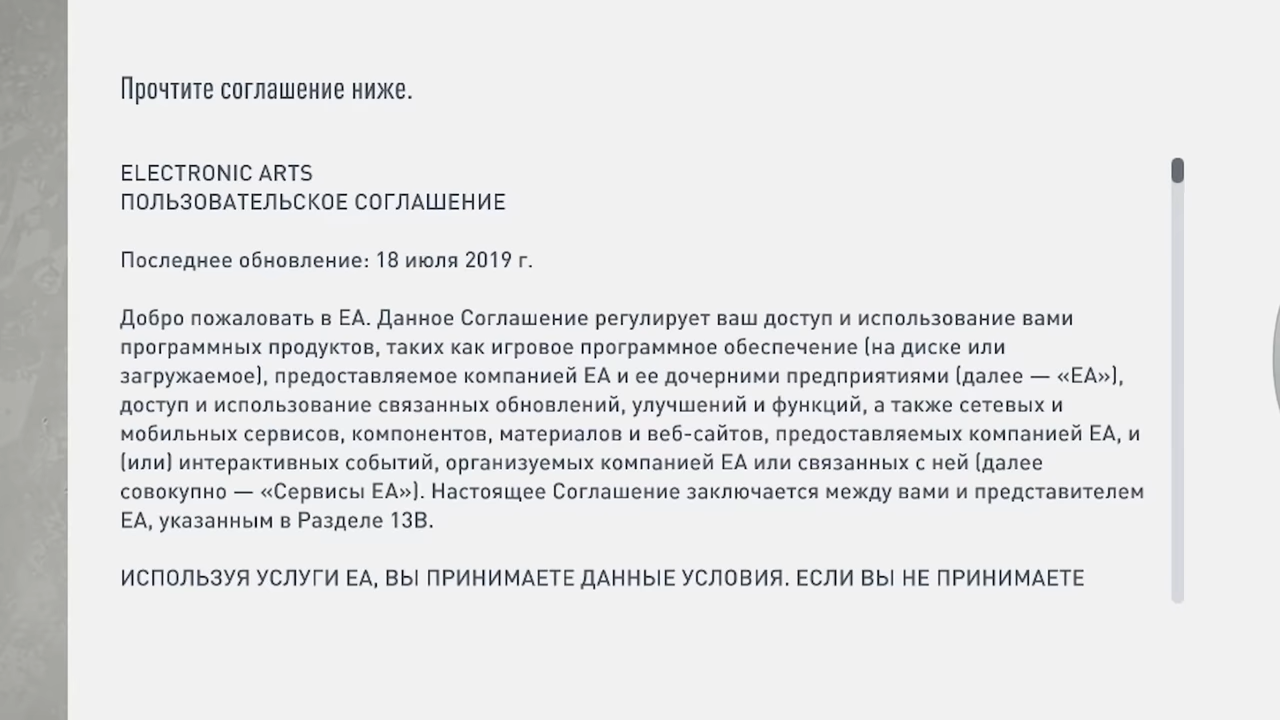 Прочтите соглашение ниже.
ELECTRONIC ARTS
ПОЛЬЗОВАТЕЛЬСКОЕ СОГЛАШЕНИЕ
Последнее обновление: 18 июля 2019 г.
Добро пожаловать в EA. Данное Соглашение регулирует ваш доступ и использование вами
программных продуктов, таких как игровое программное обеспечение (на диске или
загружаемое), предоставляемое компанией EA и ее дочерними предприятиями (далее — «EA»),
доступ и использование связанных обновлений, улучшений и функций, а также сетевых и
мобильных сервисов, компонентов, материалов и веб-сайтов, предоставляемых компанией EA, и
(или) интерактивных событий, организуемых компанией EA или связанных с ней (далее
совокупно — «Сервисы EA»). Настоящее Соглашение заключается между вами и представителем
EA, указанным в Разделе 13B.
ИСПОЛЬЗУЯ УСЛУГИ EA, ВЫ ПРИНИМАЕТЕ ДАННЫЕ УСЛОВИЯ. ЕСЛИ ВЫ НЕ ПРИНИМАЕТЕ